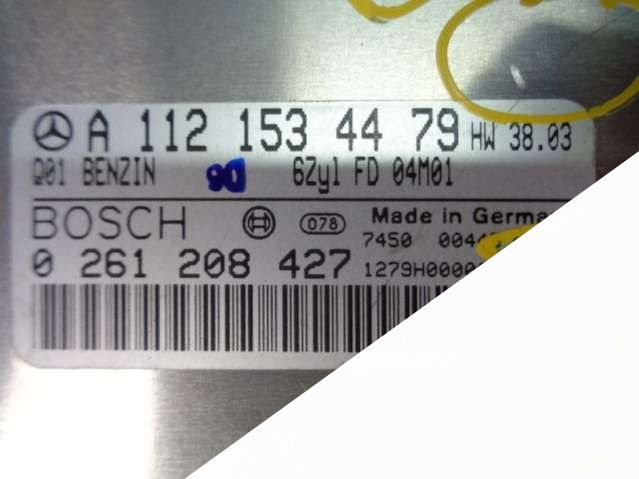 A 112 153 44 79 HW 38.03
Q01 BENZIN 6Zyl FD 04M01
BOSCH 078 Made in Germa
7450
0 261 208 427